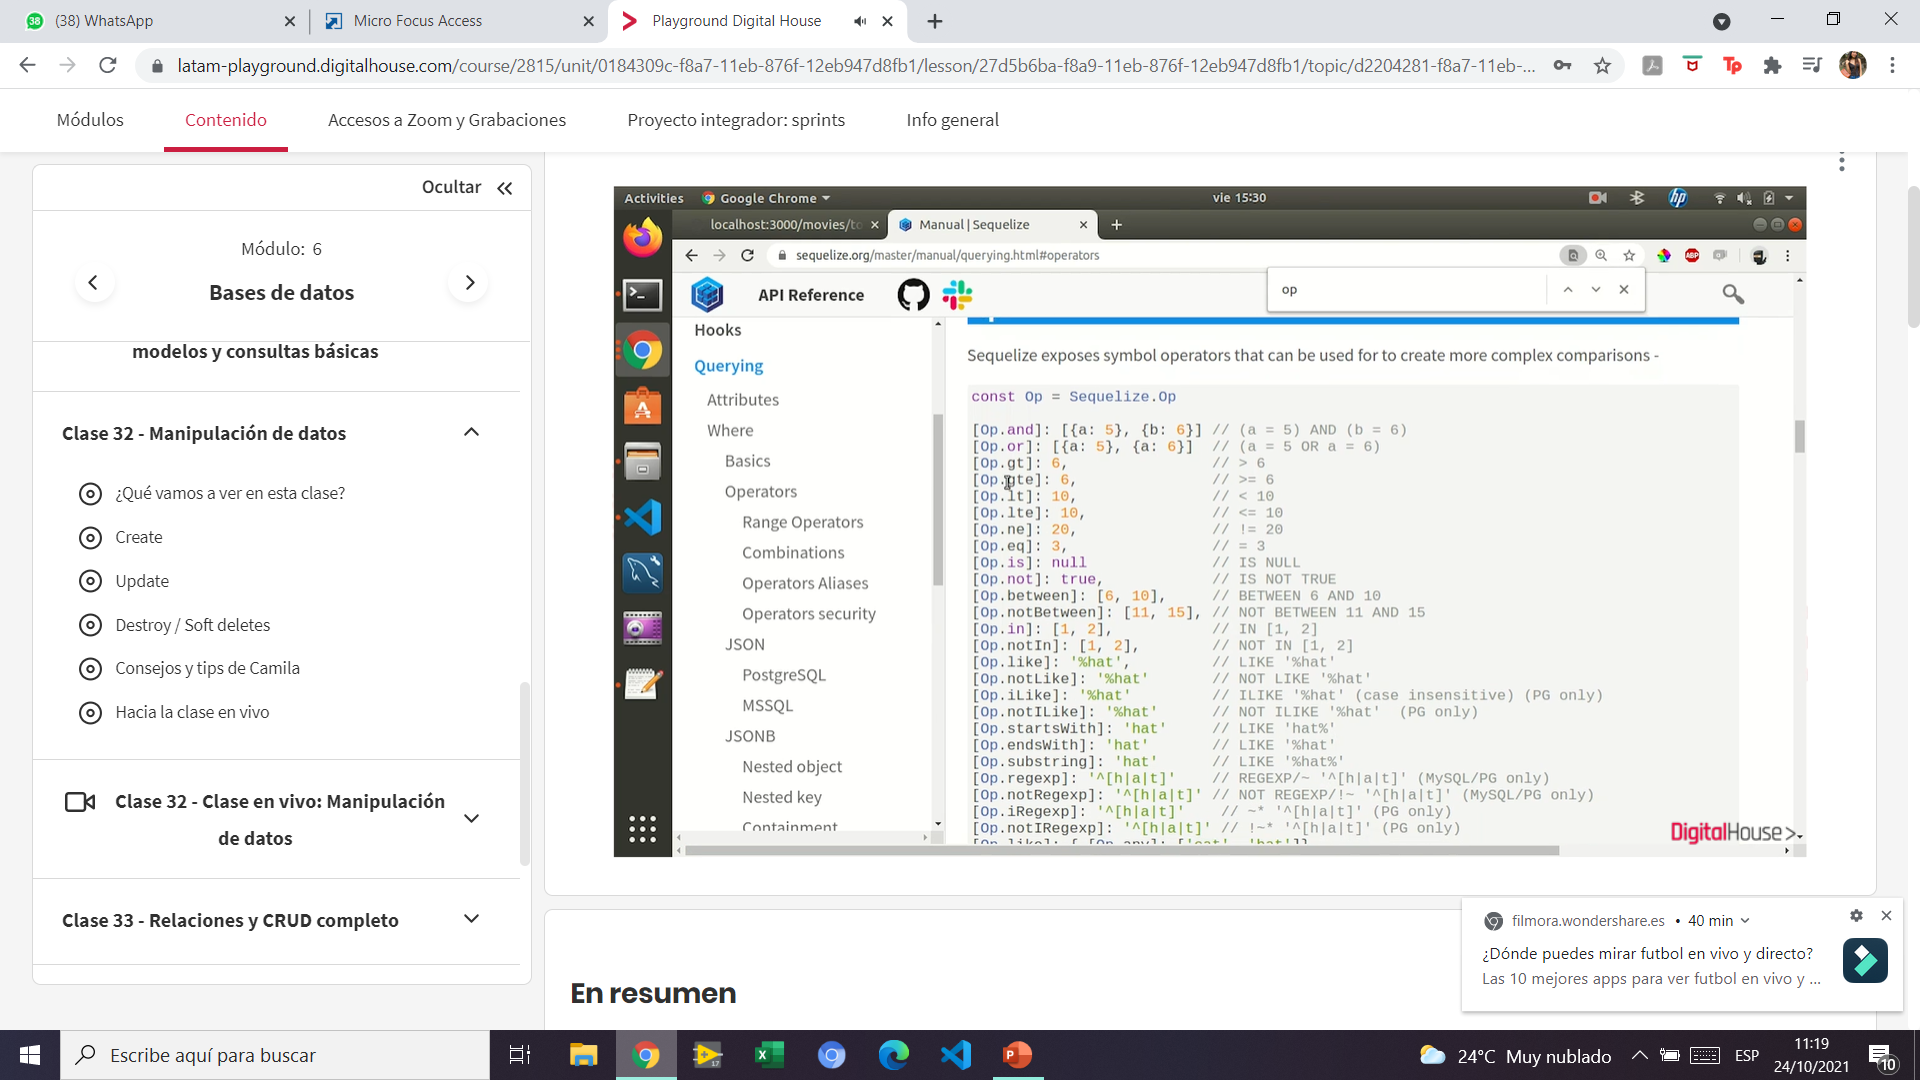 (38) WhatsApp
Micro Focus Access
Playground Digital House
latam-playground.digitalhouse.com/course/2815/unit/0184309c-f8a7-11eb-876f-12eb947d8fb1/lesson/27d5b6ba-f8a9-11eb-876f-12eb947d8fb1/topic/d2204281-f8a7-11eb-...
Módulos
Contenido
Accesos a Zoom y Grabaciones
Proyecto integrador: sprints
Info general
Ocultar
Módulo: 6
Bases de datos
modelos y consultas básicas
Clase 32 - Manipulación de datos
¿Qué vamos a ver en esta clase?
Create
Update
Destroy / Soft deletes
Consejos y tips de Camila
Hacia la clase en vivo
Clase 32 - Clase en vivo: Manipulación
de datos
Clase 33 - Relaciones y CRUD completo
Activities
Google Chrome
vie 15:30
localhost:3000/movies/to
Manual | Sequelize
sequelize.org/master/manual/querying.html#operators
API Reference
op
Hooks
Querying
Attributes
Where
Basics
Operators
Range Operators
Combinations
Operators Aliases
Operators security
JSON
PostgreSQL
MSSQL
JSONB
Nested object
Nested key
Containment
Sequelize exposes symbol operators that can be used for to create more complex comparisons -
const Op = Sequelize.Op
[Op.and]: [{a: 5}, {b: 6}] // (a = 5) AND (b = 6)
[Op.or]: [{a: 5}, {a: 6}]  // (a = 5 OR a = 6)
[Op.gt]: 6,                // > 6
[Op.gte]: 6,               // >= 6
[Op.lt]: 10,               // < 10
[Op.lte]: 10,              // <= 10
[Op.ne]: 20,               // != 20
[Op.eq]: 3,                // = 3
[Op.is]: null              // IS NULL
[Op.not]: true,            // IS NOT TRUE
[Op.between]: [6, 10],     // BETWEEN 6 AND 10
[Op.notBetween]: [11, 15], // NOT BETWEEN 11 AND 15
[Op.in]: [1, 2],           // IN [1, 2]
[Op.notIn]: [1, 2],        // NOT IN [1, 2]
[Op.like]: '%hat',         // LIKE '%hat'
[Op.notLike]: '%hat'       // NOT LIKE '%hat'
[Op.iLike]: '%hat'         // ILIKE '%hat' (case insensitive) (PG only)
[Op.notILike]: '%hat'      // NOT ILIKE '%hat'  (PG only)
[Op.startsWith]: 'hat'     // LIKE 'hat%'
[Op.endsWith]: 'hat'       // LIKE '%hat'
[Op.substring]: 'hat'      // LIKE '%hat%'
[Op.regexp]: '^[h|a|t]'    // REGEXP/~ '^[h|a|t]' (MySQL/PG only)
[Op.notRegexp]: '^[h|a|t]' // NOT REGEXP/!~ '^[h|a|t]' (MySQL/PG only)
[Op.iRegexp]: '^[h|a|t]'    // ~* '^[h|a|t]' (PG only)
[Op.notIRegexp]: '^[h|a|t]' // !~* '^[h|a|t]' (PG only)
[Op.like]: { [Op.any]: ['cat', 'hat']}
DigitalHouse>
En resumen
filmora.wondershare.es • 40 min
¿Dónde puedes mirar futbol en vivo y directo?
Las 10 mejores apps para ver futbol en vivo y ...
Escribe aquí para buscar
24°C Muy nublado
ESP
11:19
24/10/2021
10